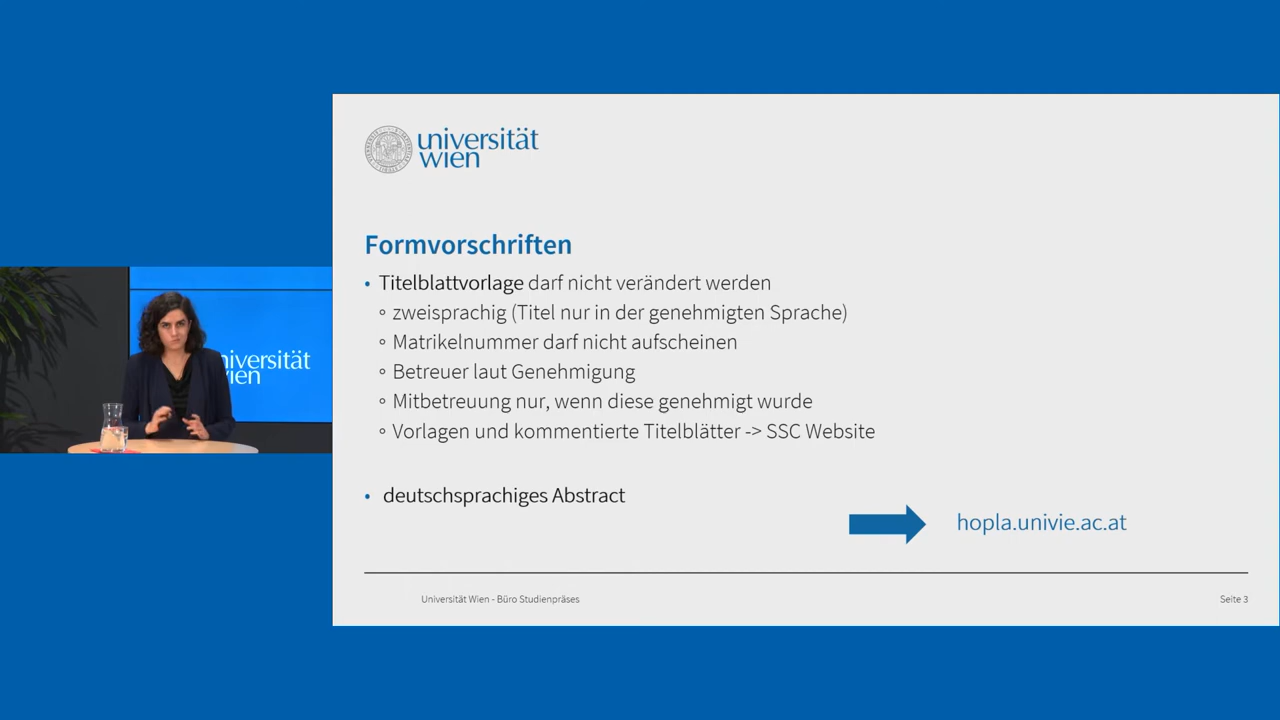 universität
wien
Formvorschriften
• Titelblattvorlage darf nicht verändert werden
◦ zweisprachig (Titel nur in der genehmigten Sprache)
◦ Matrikelnummer darf nicht aufscheinen
◦ Betreuer laut Genehmigung
◦ Mitbetreuung nur, wenn diese genehmigt wurde
◦ Vorlagen und kommentierte Titelblätter -> SSC Website
• deutschsprachiges Abstract
hopla.univie.ac.at
Universität Wien - Büro Studienpräses
Seite 3
niversität
ien